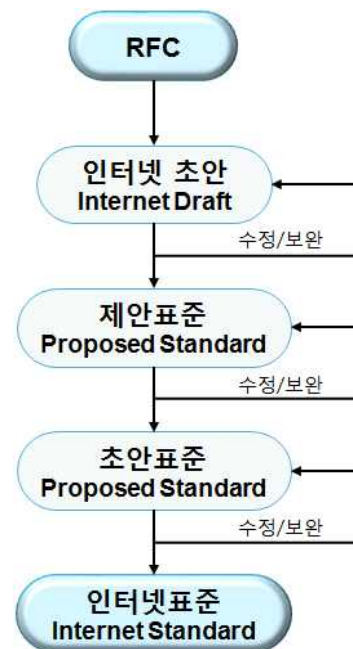 RFC
인터넷 초안
Internet Draft
수정/보완
제안표준
Proposed Standard
수정/보완
초안표준
Proposed Standard
수정/보완
인터넷표준
Internet Standard